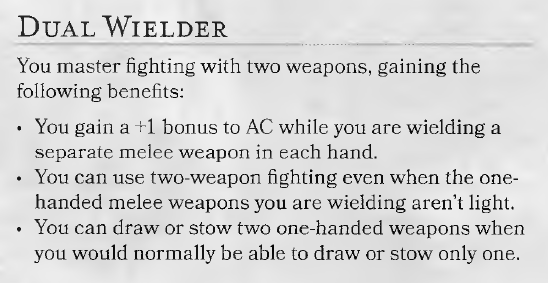 DUAL WIELDER
You master fighting with two weapons, gaining the
following benefits:
• You gain a +1 bonus to AC while you are wielding a
separate melee weapon in each hand.
• You can use two-weapon fighting even when the one-
handed melee weapons you are wielding aren't light.
• You can draw or stow two one-handed weapons when
you would normally be able to draw or stow only one.